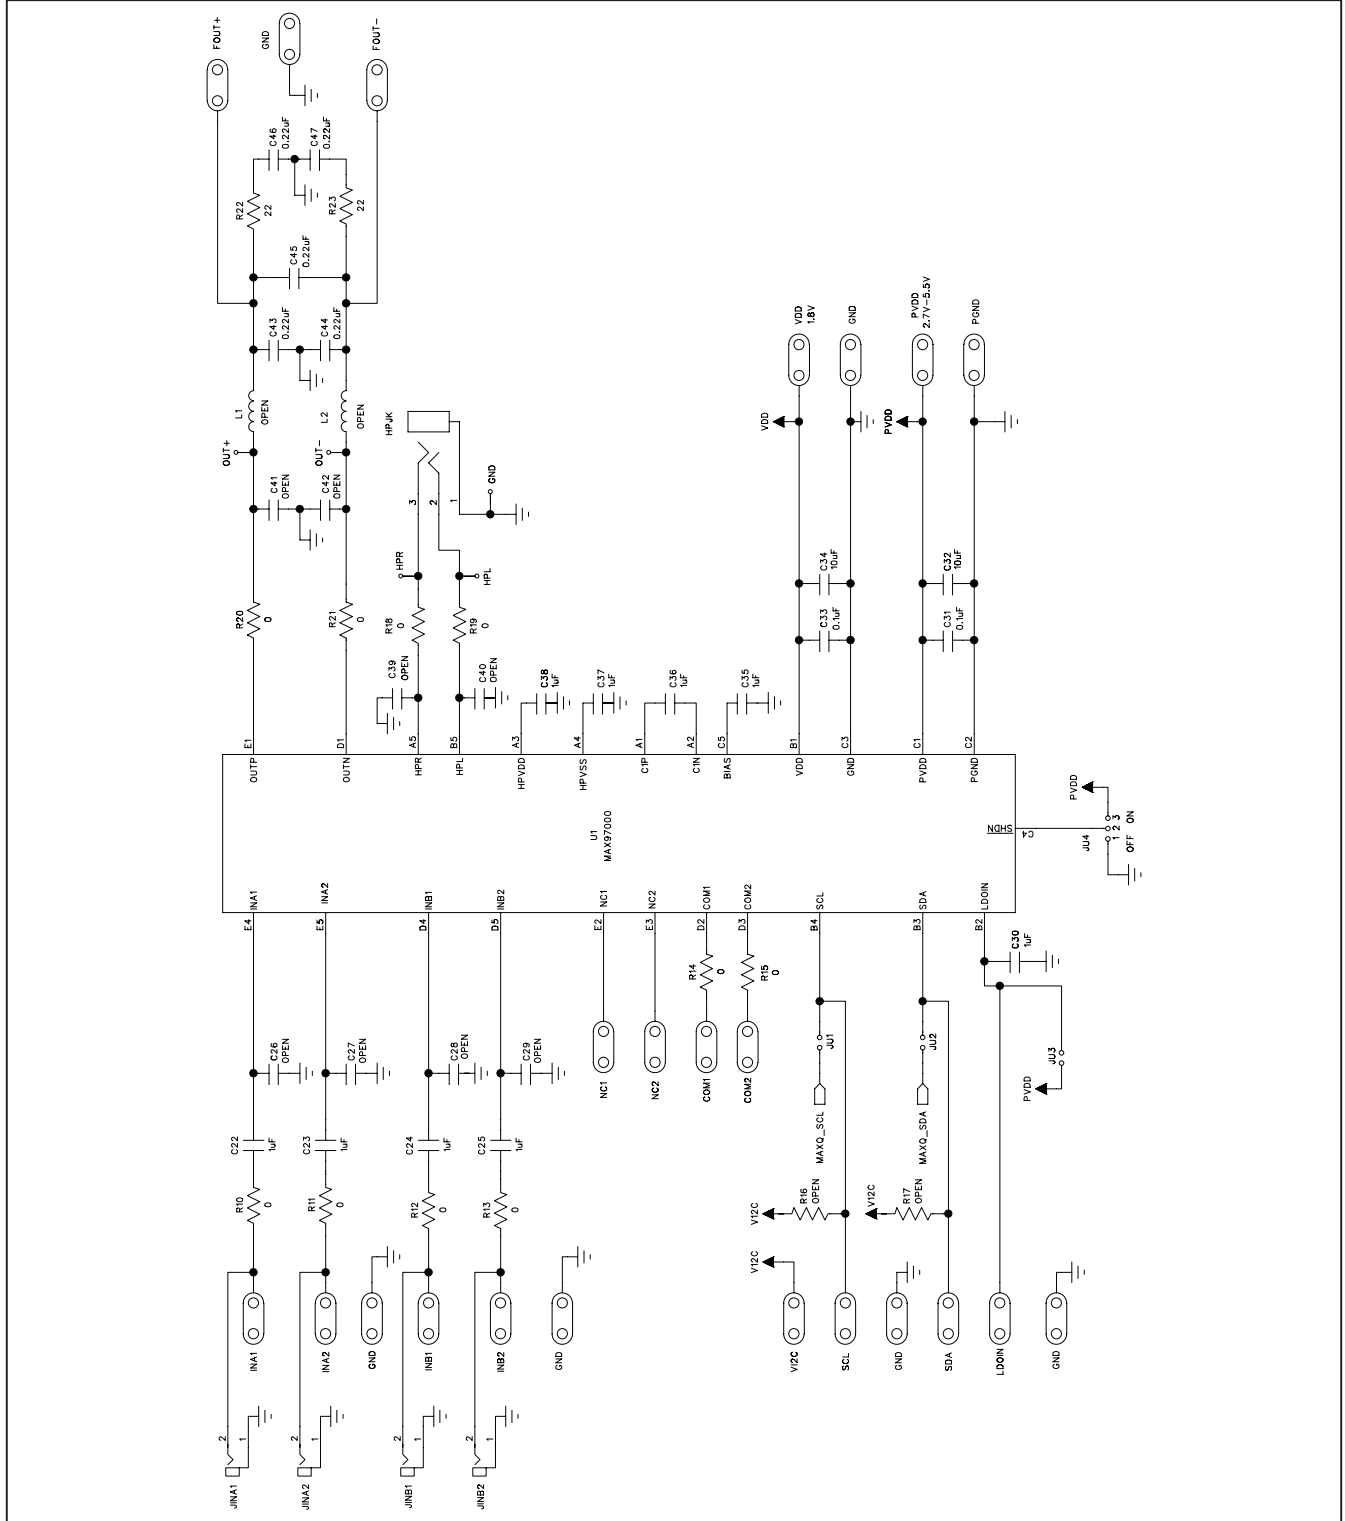 FOUT+
GND
FOUT-
C46
0.22uF
C47
0.22uF
R22
22
R23
22
C45
0.22uF
C43
0.22uF
C44
0.22uF
L1
OPEN
L2
OPEN
OUT+
OUT-
C41
OPEN
C42
OPEN
R20
0
R21
0
HPJK
3
2
1
GND
HPR
HPL
R18
0
R19
0
C39
OPEN
C40
OPEN
C38
1uF
C37
1uF
C36
1uF
C35
1uF
VDD
1.8V
GND
PVDD
2.7V-5.5V
PGND
VDD
PVDD
C34
10uF
C33
0.1uF
C32
10uF
C31
0.1uF
E1
D1
A5
B5
A3
A4
A1
A2
C5
B1
C3
C1
C2
OUTP
OUTN
HPR
HPL
HPVDD
HPVSS
C1P
C1N
BIAS
VDD
GND
PVDD
PGND
U1
MAX97000
SHDN
C4
PVDD
JU4
1 2 3
OFF ON
INA1
INA2
INB1
INB2
NC1
NC2
COM1
COM2
SCL
SDA
LDOIN
E4
E5
D4
D5
E2
E3
D2
D3
B4
B3
B2
R14
0
R15
0
C30
1uF
C26
OPEN
C27
OPEN
C28
OPEN
C29
OPEN
NC1
NC2
COM1
COM2
JU1
JU2
JU3
PVDD
MAXQ_SCL
MAXQ_SDA
C22
1uF
C23
1uF
C24
1uF
C25
1uF
R10
0
R11
0
R12
0
R13
0
V12C
R16
OPEN
V12C
R17
OPEN
V12C
INA1
INA2
GND
INB1
INB2
GND
VI2C
SCL
GND
SDA
LDOIN
GND
2
1
2
1
2
1
2
1
JINA1
JINA2
JINB1
JINB2